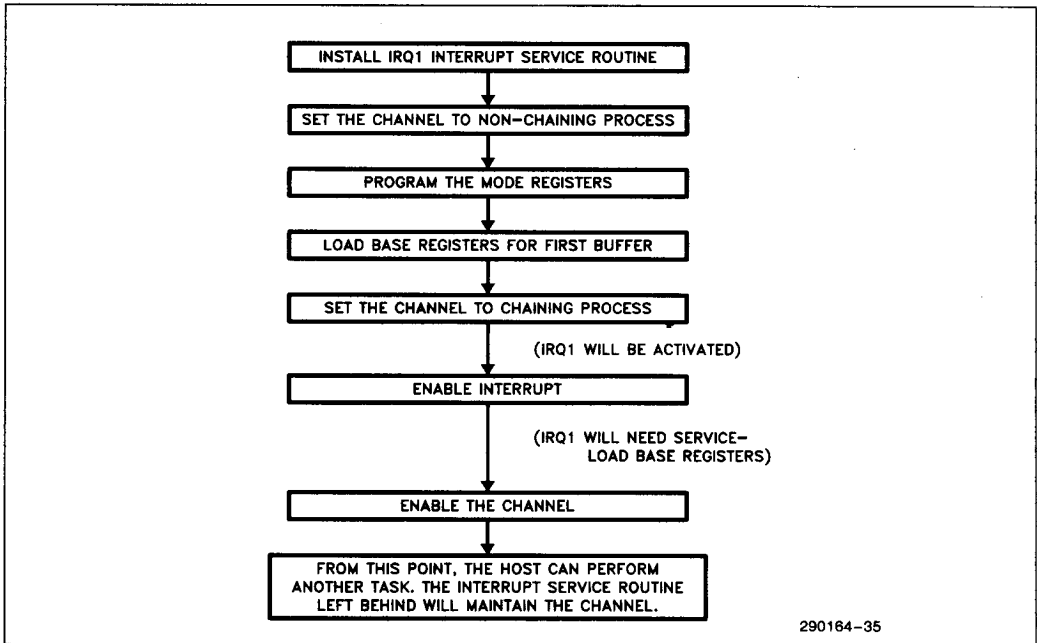 INSTALL IRQ1 INTERRUPT SERVICE ROUTINE
SET THE CHANNEL TO NON-CHAINING PROCESS
PROGRAM THE MODE REGISTERS
LOAD BASE REGISTERS FOR FIRST BUFFER
SET THE CHANNEL TO CHAINING PROCESS
(IRQ1 WILL BE ACTIVATED)
ENABLE INTERRUPT
(IRQ1 WILL NEED SERVICE-
LOAD BASE REGISTERS)
ENABLE THE CHANNEL
FROM THIS POINT, THE HOST CAN PERFORM
ANOTHER TASK. THE INTERRUPT SERVICE ROUTINE
LEFT BEHIND WILL MAINTAIN THE CHANNEL.
290164-35